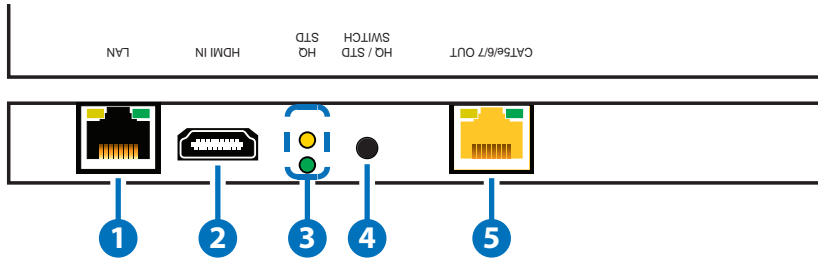 LAN
HDMI IN
HQ
STD
HQ / STD
SWITCH
CAT5e/6/7 OUT
1
2
3
4
5